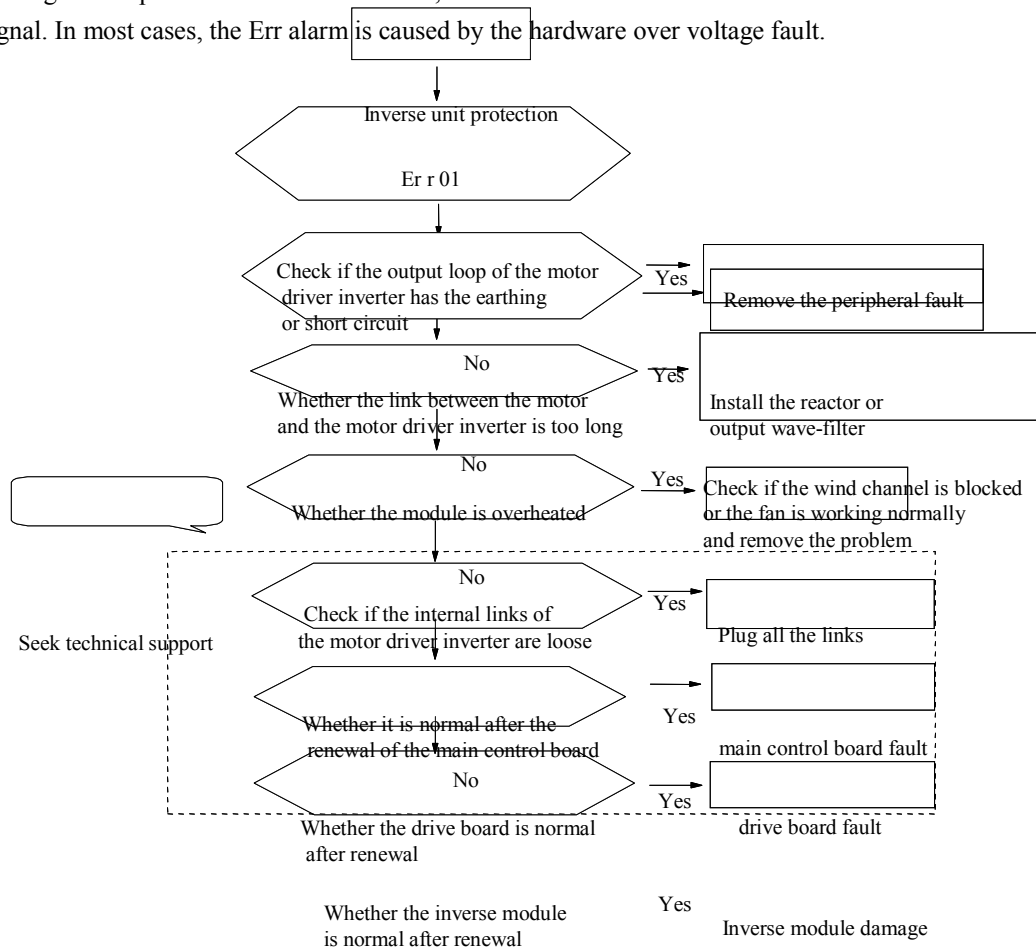 gnal. In most cases, the Err alarm is caused by the hardware over voltage fault.
Inverse unit protection
Er r 01
Check if the output loop of the motor
driver inverter has the earthing
or short circuit
Yes
Remove the peripheral fault
No
Whether the link between the motor
and the motor driver inverter is too long
Yes
Install the reactor or
output wave-filter
No
Whether the module is overheated
Yes
Check if the wind channel is blocked
or the fan is working normally
and remove the problem
No
Check if the internal links of
the motor driver inverter are loose
Yes
Plug all the links
Seek technical support
Whether it is normal after the
renewal of the main control board
Yes
main control board fault
No
Whether the drive board is normal
after renewal
Yes
drive board fault
Whether the inverse module
is normal after renewal
Yes
Inverse module damage